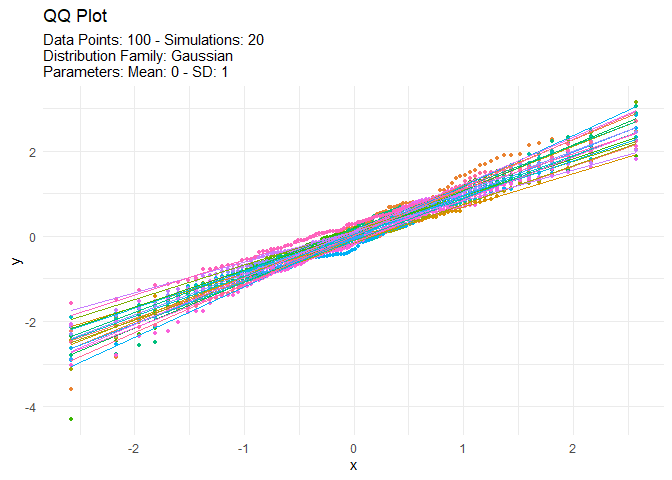 QQ Plot
Data Points: 100 - Simulations: 20
Distribution Family: Gaussian
Parameters: Mean: 0 - SD: 1
2
0
-2
-4
y
-2
-1
0
1
2
x